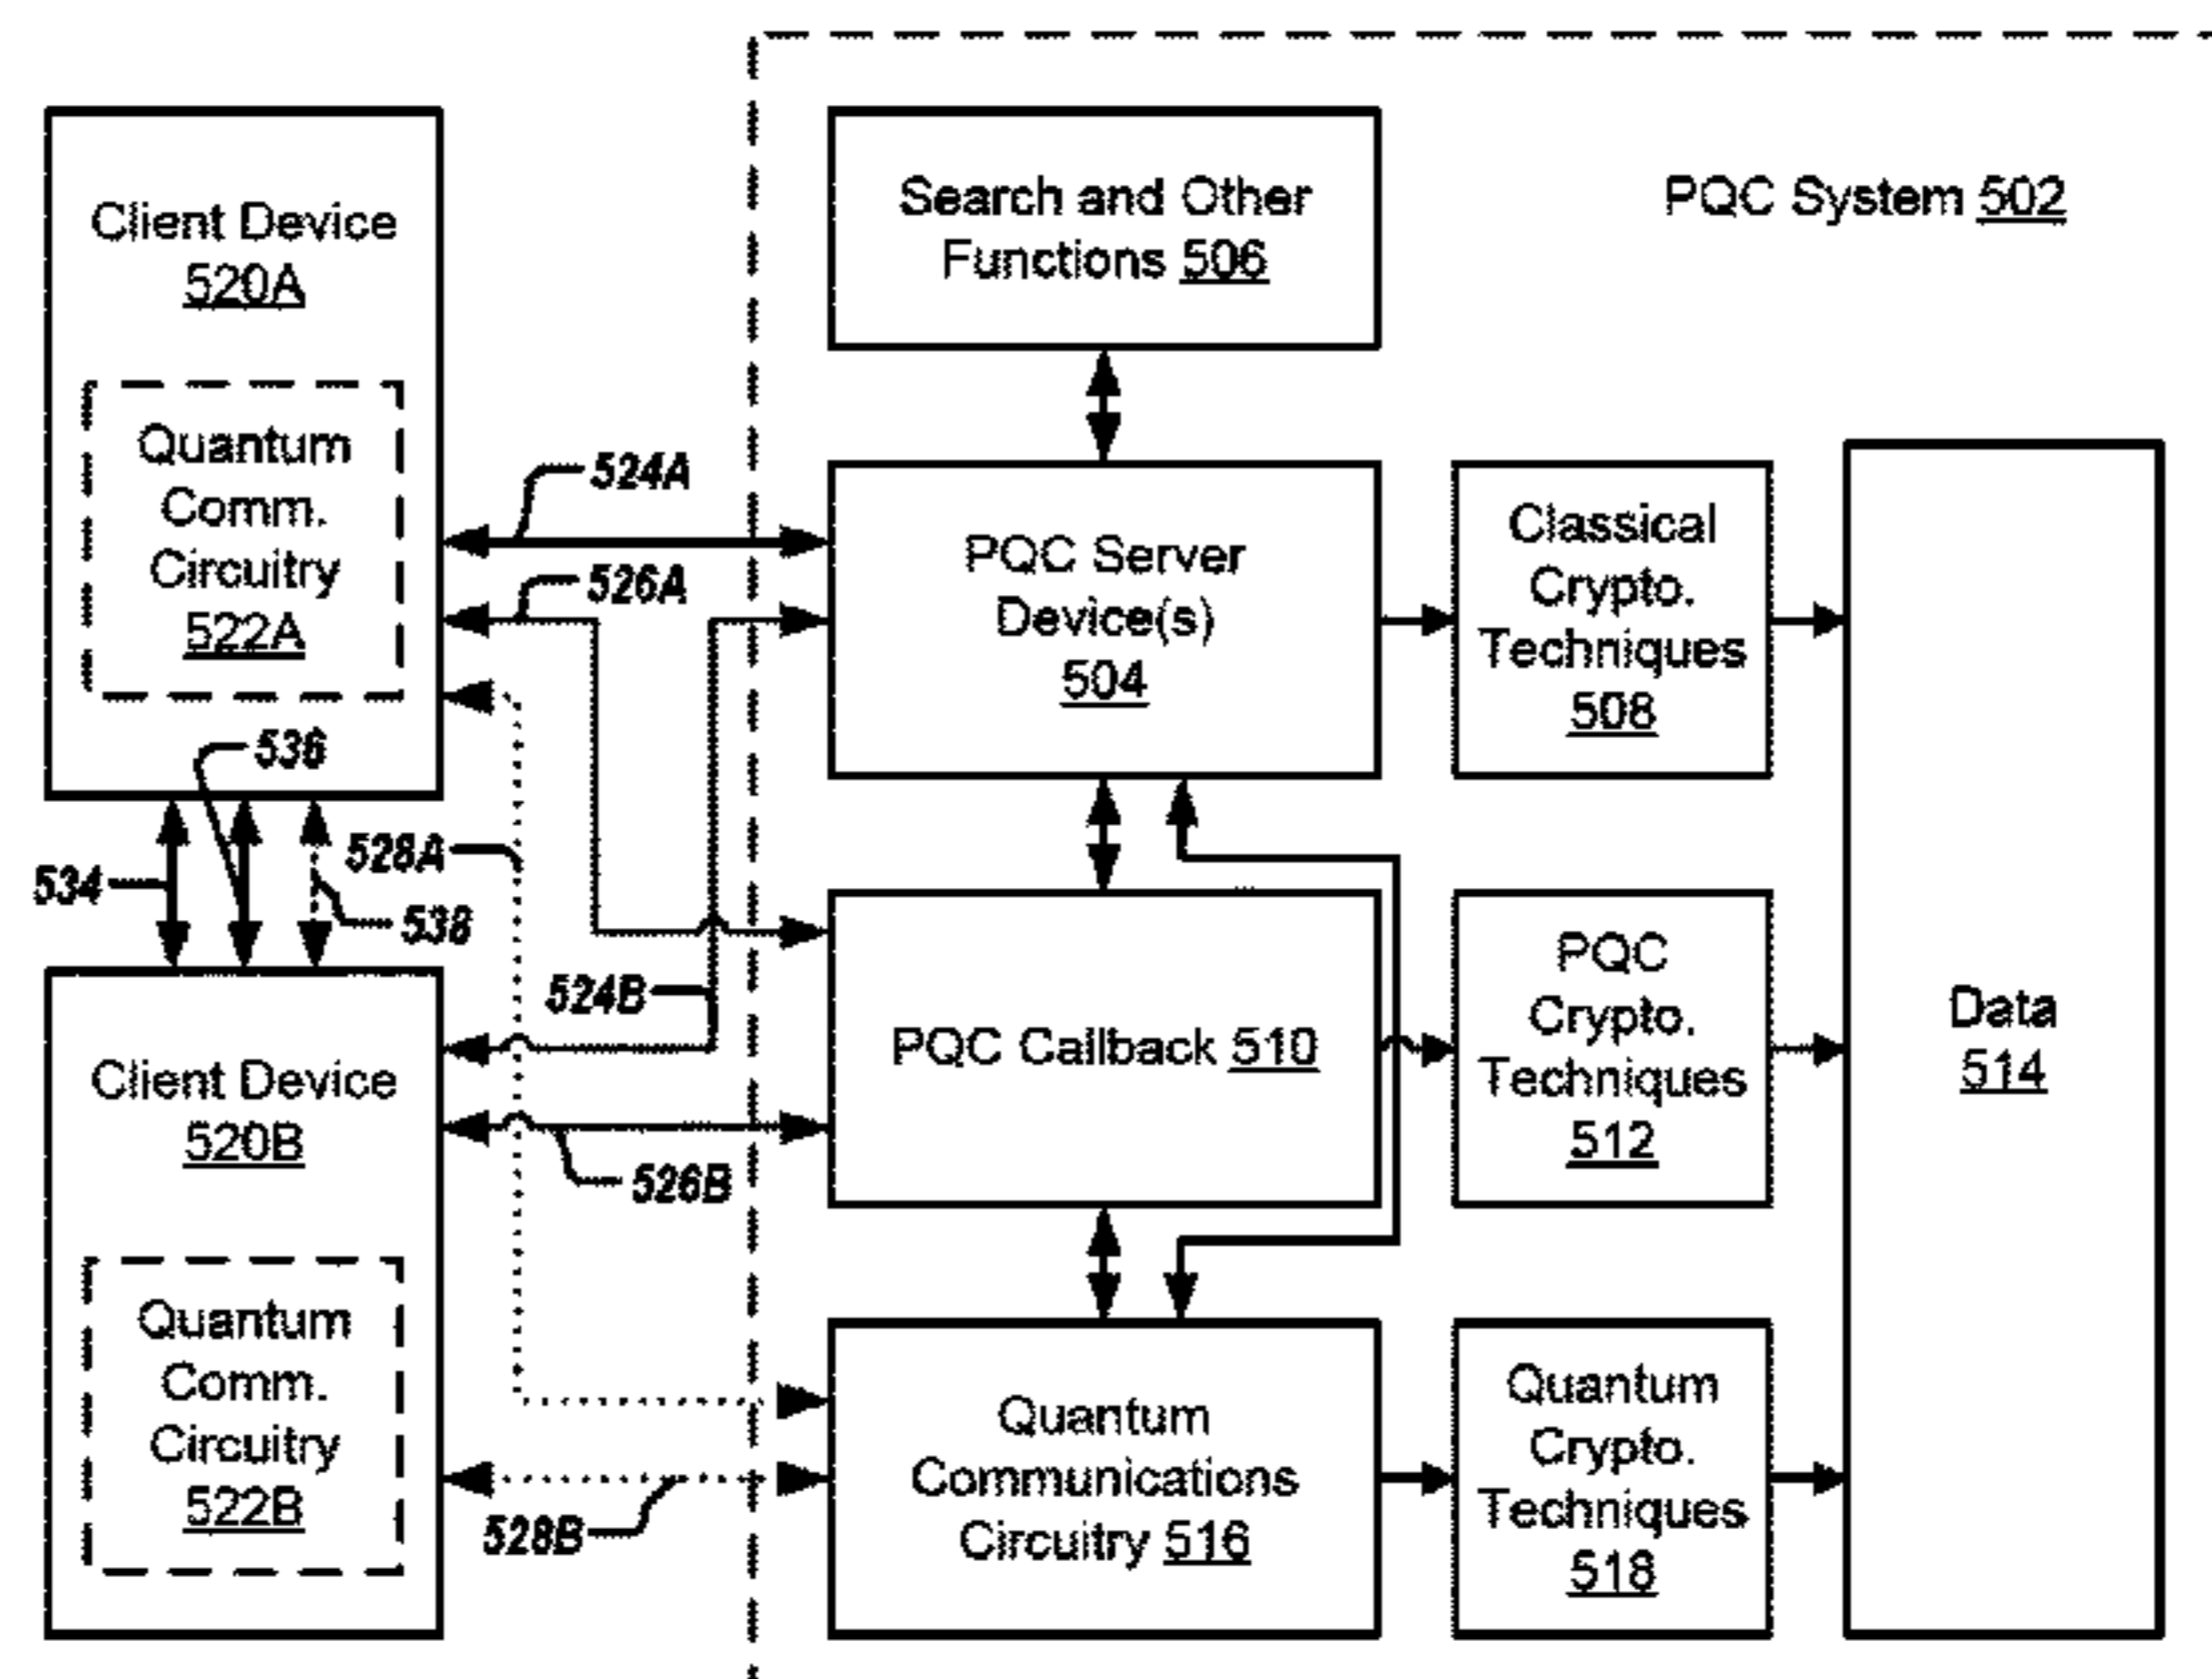 PQC System 502
Client Device
520A
Quantum
Comm.
Circuitry
522A
Search and Other
Functions 506
524A
526A
PQC Server
Device(s)
504
Classical
Crypto.
Techniques
508
536
534
528A
538
524B
Client Device
520B
526B
PQC Callback 510
PQC
Crypto.
Techniques
512
Data
514
Quantum
Comm.
Circuitry
522B
528B
Quantum
Communications
Circuitry 516
Quantum
Crypto.
Techniques
518